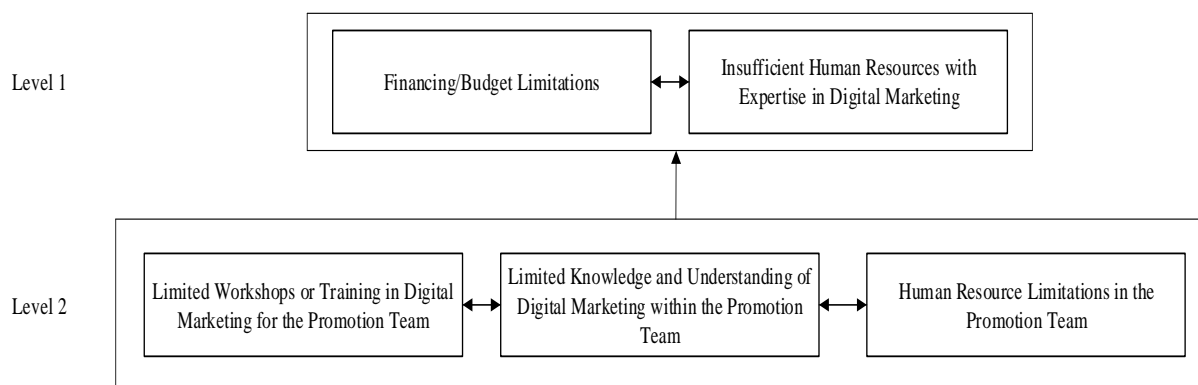 Level 1
Financing/Budget Limitations
Insufficient Human Resources with
Expertise in Digital Marketing
Level 2
Limited Workshops or Training in Digital
Marketing for the Promotion Team
Limited Knowledge and Understanding of
Digital Marketing within the Promotion
Team
Human Resource Limitations in the
Promotion Team